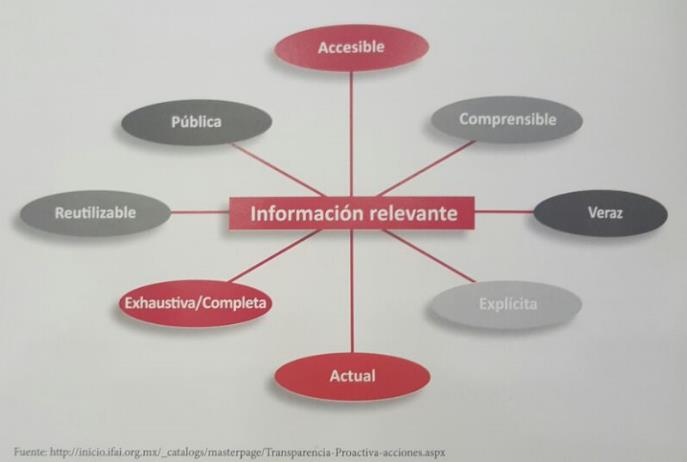 Accesible
Pública
Comprensible
Reutilizable
Información relevante
Veraz
Exhaustiva/Completa
Explícita
Actual
Fuente: http://inicio.ifai.org.mx/_catalogs/masterpage/Transparencia-Proactiva-acciones.aspx